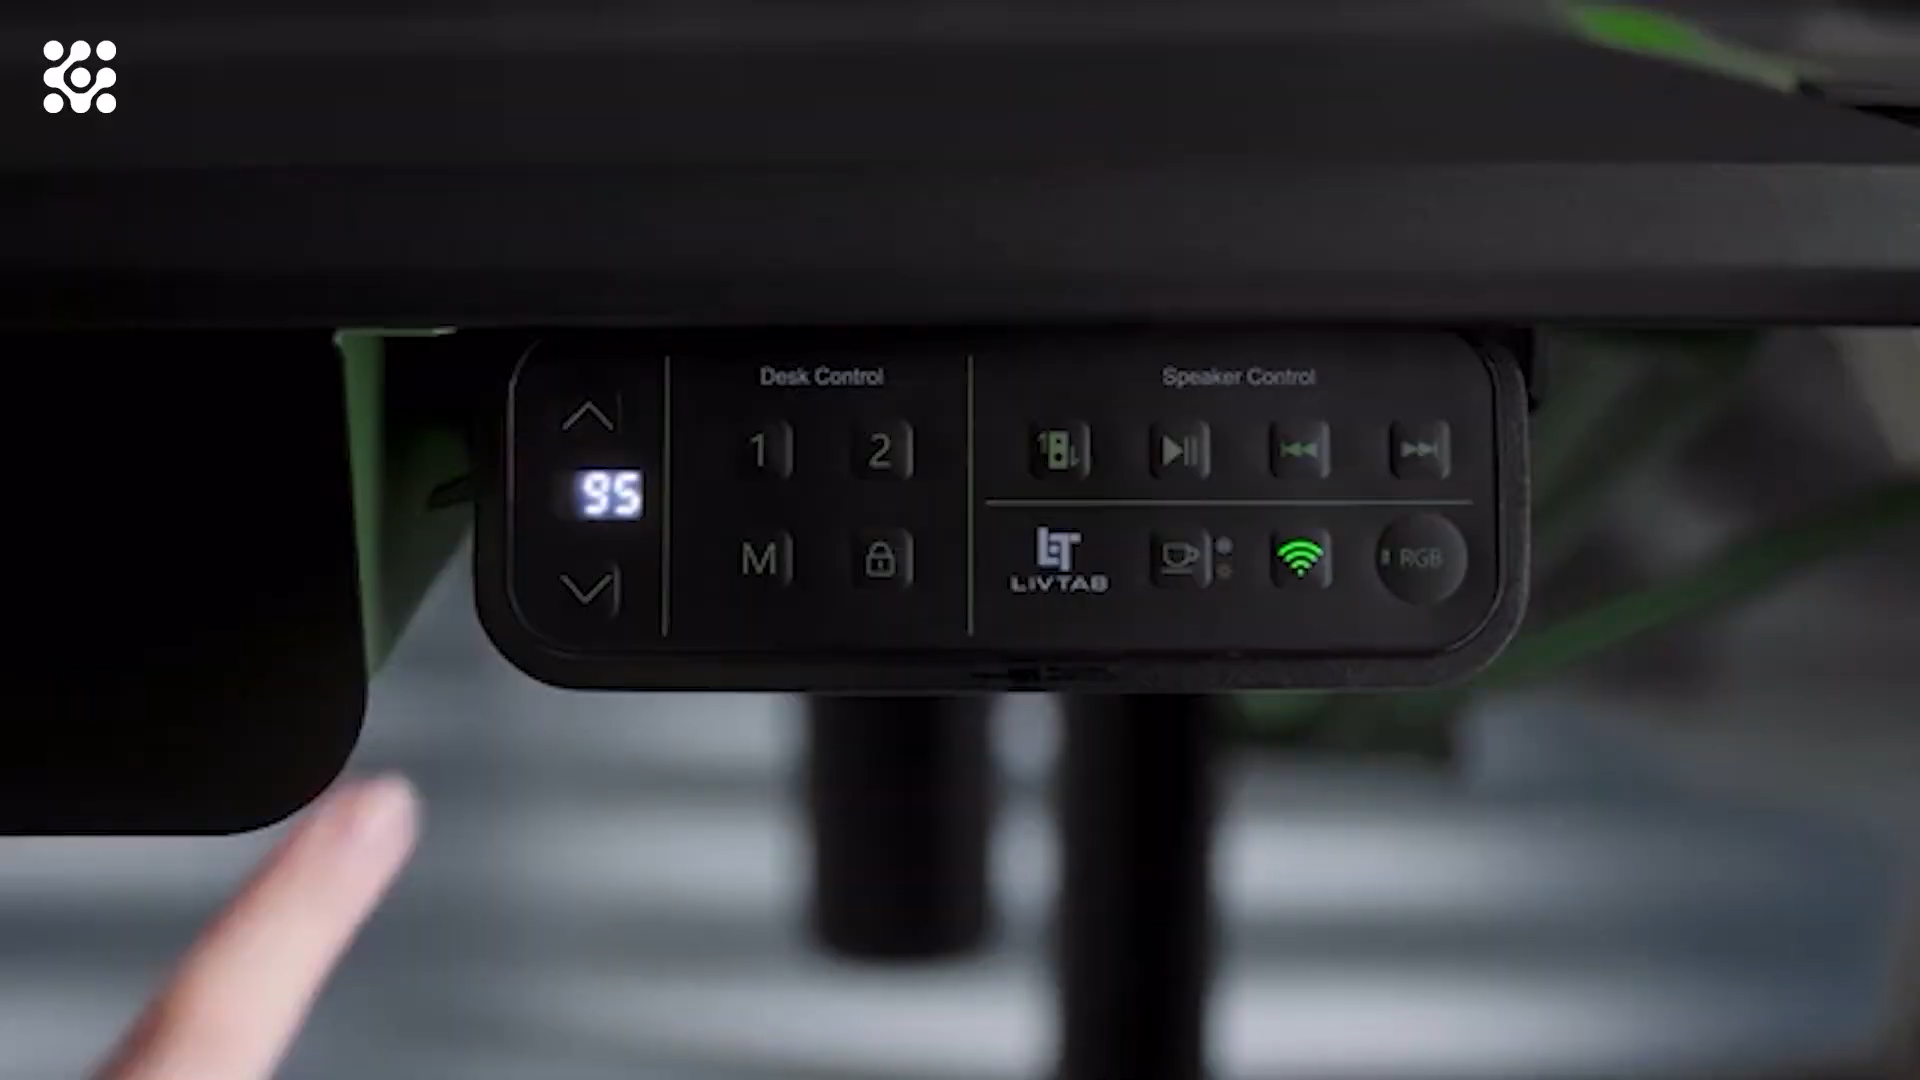 Desk Control
Speaker Control
1
2
95
M
LT
LIVTAB
RGB